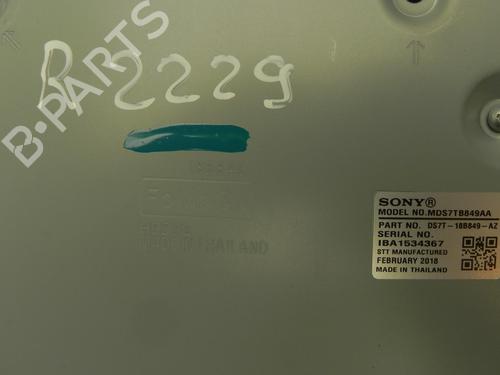 R 2229
B-PARTS
SONY®
MODEL NO.MDS7TB849AA
PART NO. DS7T-18B849-AZ
SERIAL NO.
IBA1534367
STT MANUFACTURED
FEBRUARY 2018
MADE IN THAILAND
MADE IN THAILAND